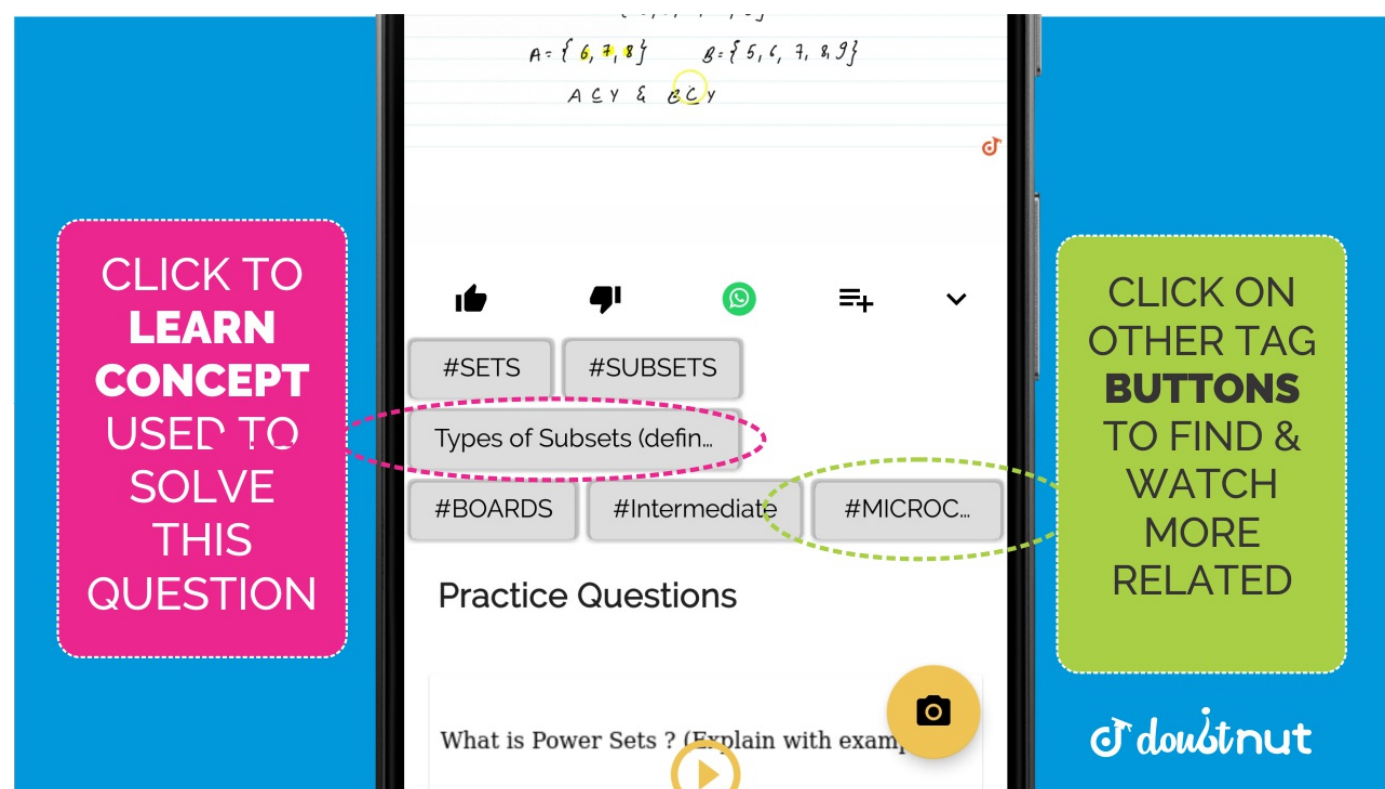 A = { 6, 7, 8 } B = { 5, 6, 7, 8, 9 }
A ⊆ Y & B ⊆ Y
CLICK TO
LEARN
CONCEPT
USED TO
SOLVE
THIS
QUESTION
#SETS #SUBSETS
Types of Subsets (defin...
#BOARDS #Intermediate #MICROC...
Practice Questions
What is Power Sets ? (Explain with
CLICK ON
OTHER TAG
BUTTONS
TO FIND &
WATCH
MORE
RELATED
doubtnut